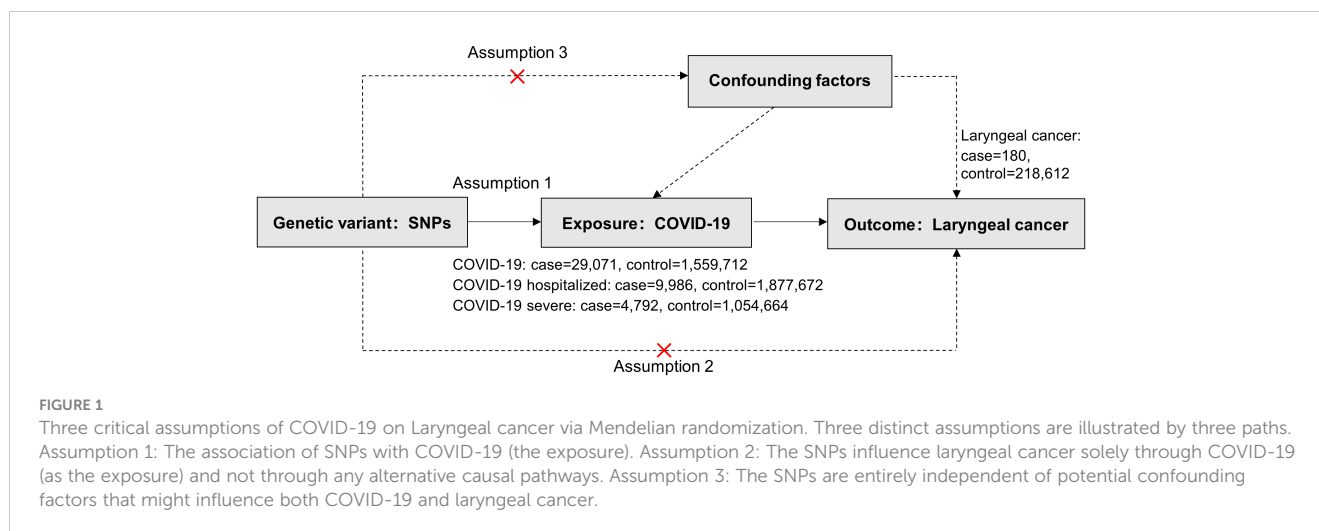 Assumption 3
Confounding factors
Laryngeal cancer:
case=180,
control=218,612
Assumption 1
Genetic variant: SNPs
Exposure: COVID-19
Outcome: Laryngeal cancer
COVID-19: case=29,071, control=1,559,712
COVID-19 hospitalized: case=9,986, control=1,877,672
COVID-19 severe: case=4,792, control=1,054,664
Assumption 2
FIGURE 1
Three critical assumptions of COVID-19 on Laryngeal cancer via Mendelian randomization. Three distinct assumptions are illustrated by three paths.
Assumption 1: The association of SNPs with COVID-19 (the exposure). Assumption 2: The SNPs influence laryngeal cancer solely through COVID-19
(as the exposure) and not through any alternative causal pathways. Assumption 3: The SNPs are entirely independent of potential confounding
factors that might influence both COVID-19 and laryngeal cancer.